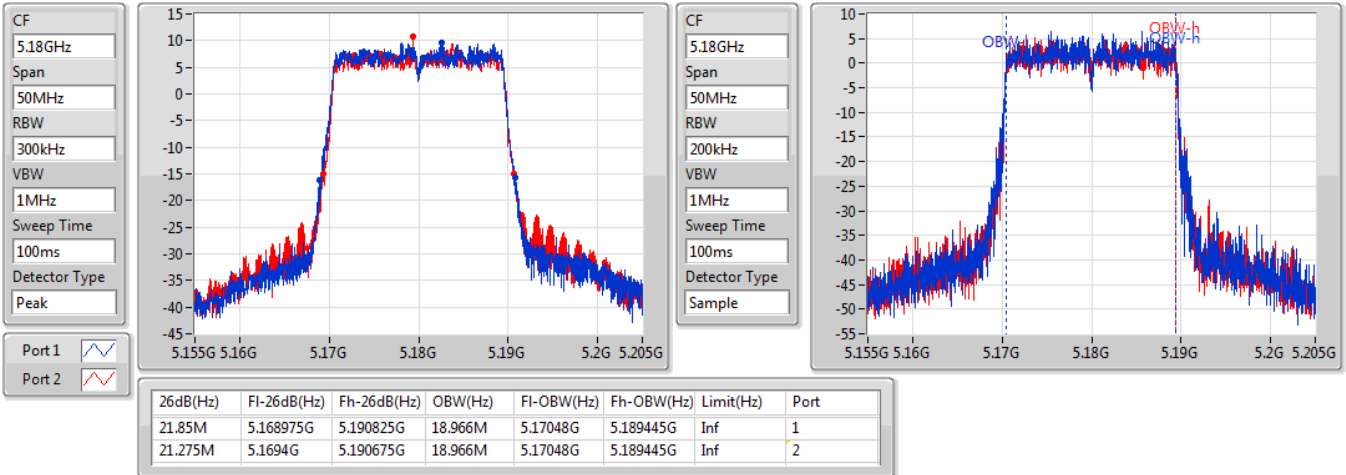 CF
5.18GHz
Span
50MHz
RBW
300kHz
VBW
1MHz
Sweep Time
100ms
Detector Type
Peak
Port 1
Port 2
15
10
5
0
-5
-10
-15
-20
-25
-30
-35
-40
-45
5.155G 5.16G 5.17G 5.18G 5.19G 5.2G 5.205G
CF
5.18GHz
Span
50MHz
RBW
200kHz
VBW
1MHz
Sweep Time
100ms
Detector Type
Sample
10
5
0
-5
-10
-15
-20
-25
-30
-35
-40
-45
-50
-55
OBW-h
OBW-h
5.155G 5.16G 5.17G 5.18G 5.19G 5.2G 5.205G
26dB(Hz) Fl-26dB(Hz) Fh-26dB(Hz) OBW(Hz) Fl-OBW(Hz) Fh-OBW(Hz) Limit(Hz) Port
21.85M 5.168975G 5.190825G 18.966M 5.17048G 5.189445G Inf 1
21.275M 5.1694G 5.190675G 18.966M 5.17048G 5.189445G Inf 2